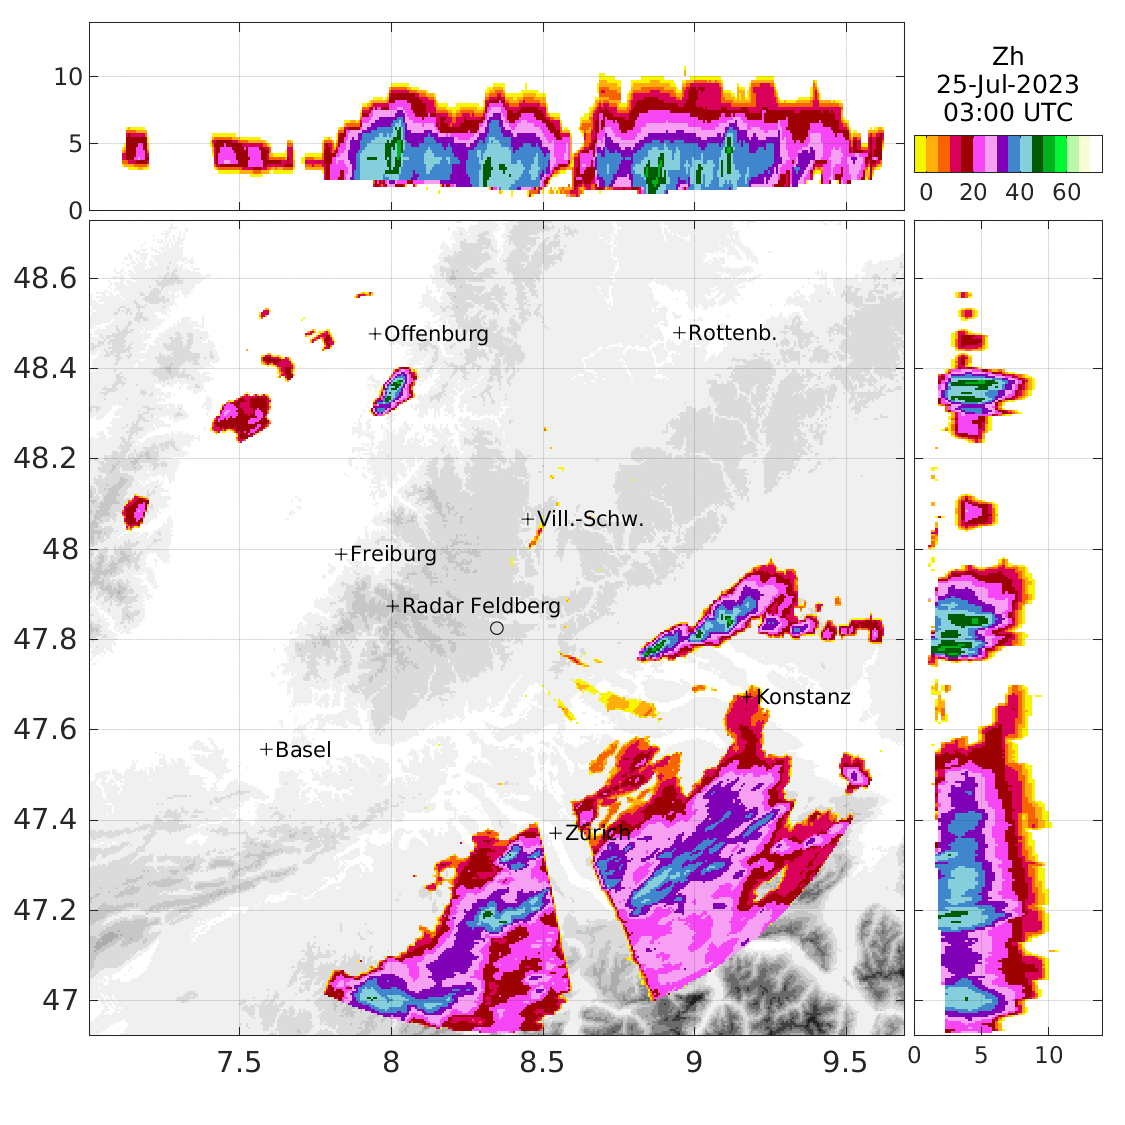 10
5
0
Zh
25-Jul-2023
03:00 UTC
0 20 40 60
48.6
48.4
48.2
48
47.8
47.6
47.4
47.2
47
Offenburg
Rottenb.
Vill.-Schw.
Freiburg
Radar Feldberg
Konstanz
Basel
Zürich
7.5 8 8.5 9 9.5
0 5 10